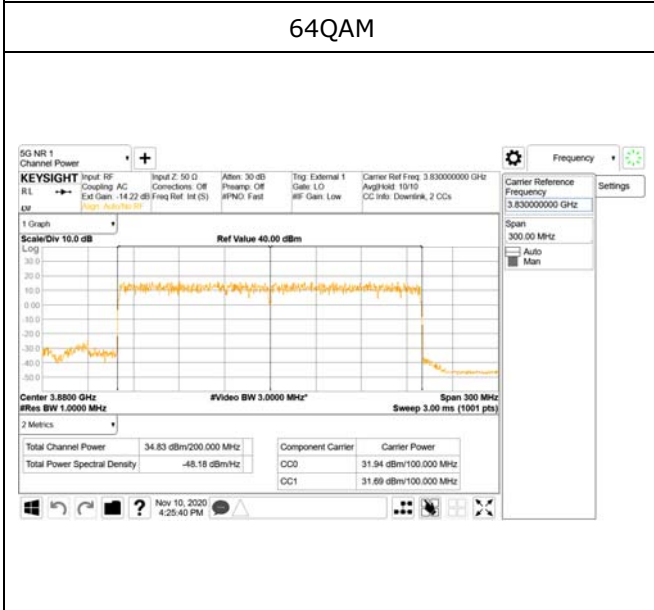 64QAM
5G NR 1
Channel Power
+
Frequency
KEYSIGHT
RL
Input: RF
Coupling: AC
Ext Gain: -14.22 dB
Align: Auto/No RF
Input Z: 50 Ω
Corrections: Off
Freq Ref: Int (S)
Atten: 30 dB
Preamp: Off
#PNO: Fast
Trig: External 1
Gate: LO
#IF Gain: Low
Carrier Ref Freq: 3.830000000 GHz
Avg|Hold: 10/10
CC Info: Downlink, 2 CCs
Carrier Reference
Frequency
3.830000000 GHz
Settings
Span
300.00 MHz
Auto
Man
1 Graph
Scale/Div 10.0 dB
Ref Value 40.00 dBm
Log
30.0
20.0
10.0
0.00
-10.0
-20.0
-30.0
-40.0
-50.0
Center 3.8800 GHz
#Video BW 3.0000 MHz*
Span 300 MHz
#Res BW 1.0000 MHz
Sweep 3.00 ms (1001 pts)
2 Metrics
Total Channel Power 34.83 dBm/200.000 MHz
Total Power Spectral Density -48.18 dBm/Hz
Component Carrier Carrier Power
CC0 31.94 dBm/100.000 MHz
CC1 31.69 dBm/100.000 MHz
?
Nov 10, 2020
4:25:40 PM